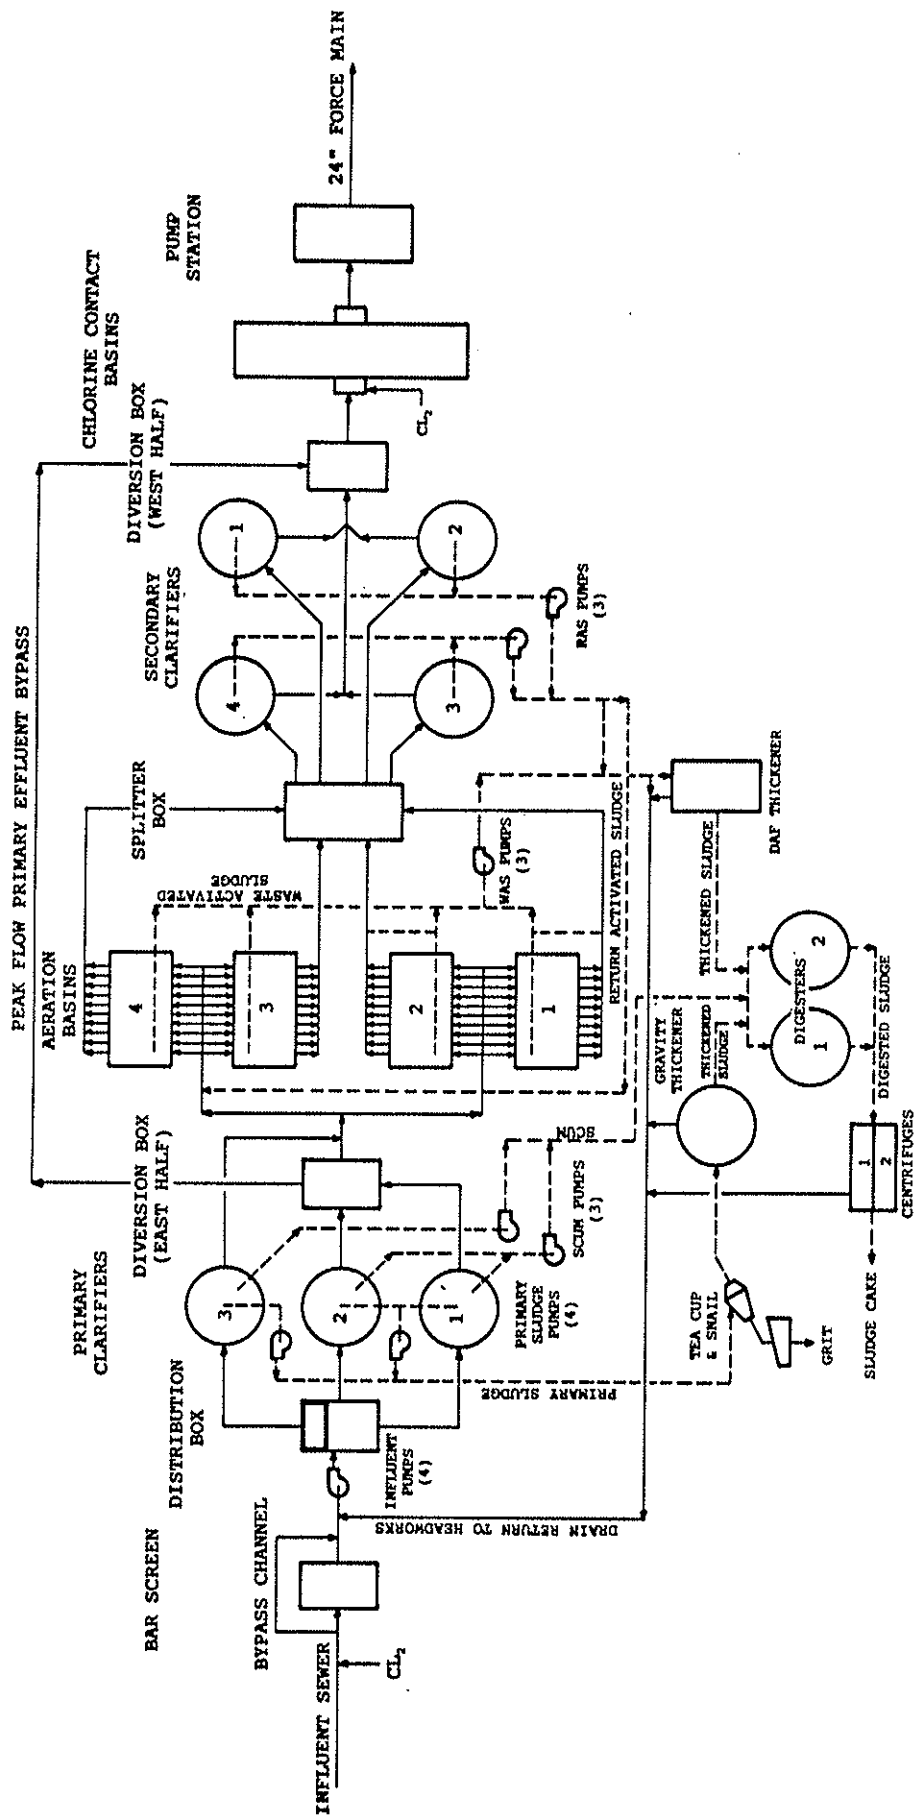 PEAK FLOW PRIMARY EFFLUENT BYPASS
BAR SCREEN
BYPASS CHANNEL
INFLUENT SEWER
CL₂
DISTRIBUTION
BOX
INFLUENT
PUMPS
(4)
PRIMARY
CLARIFIERS
3
2
1
PRIMARY
SLUDGE
PUMPS
(4)
PRIMARY SLUDGE
DIVERSION BOX
(EAST HALF)
SCUM PUMPS
(3)
SCUM
AERATION
BASINS
4
3
2
1
WASTE ACTIVATED
SLUDGE
WAS PUMPS
(3)
RETURN ACTIVATED SLUDGE
SPLITTER
BOX
SECONDARY
CLARIFIERS
4
3
1
2
RAS PUMPS
(3)
DIVERSION BOX
(WEST HALF)
CHLORINE CONTACT
BASINS
CL₂
PUMP
STATION
24" FORCE MAIN
DRAIN RETURN TO HEADWORKS
TEA CUP
& SNAIL
GRIT
GRAVITY
THICKENER
THICKENED
SLUDGE
THICKENED SLUDGE
DAF THICKENER
DIGESTERS
1
2
DIGESTED SLUDGE
1
2
CENTRIFUGES
SLUDGE CAKE